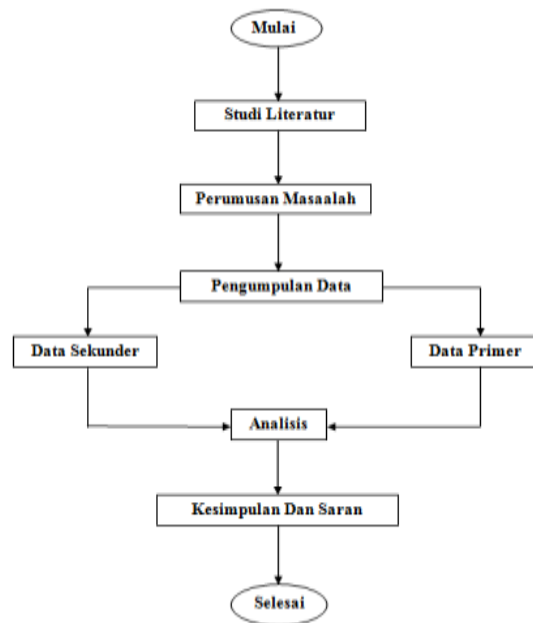 Mulai
Studi Literatur
Perumusan Masaalah
Pengumpulan Data
Data Sekunder
Data Primer
Analisis
Kesimpulan Dan Saran
Selesai